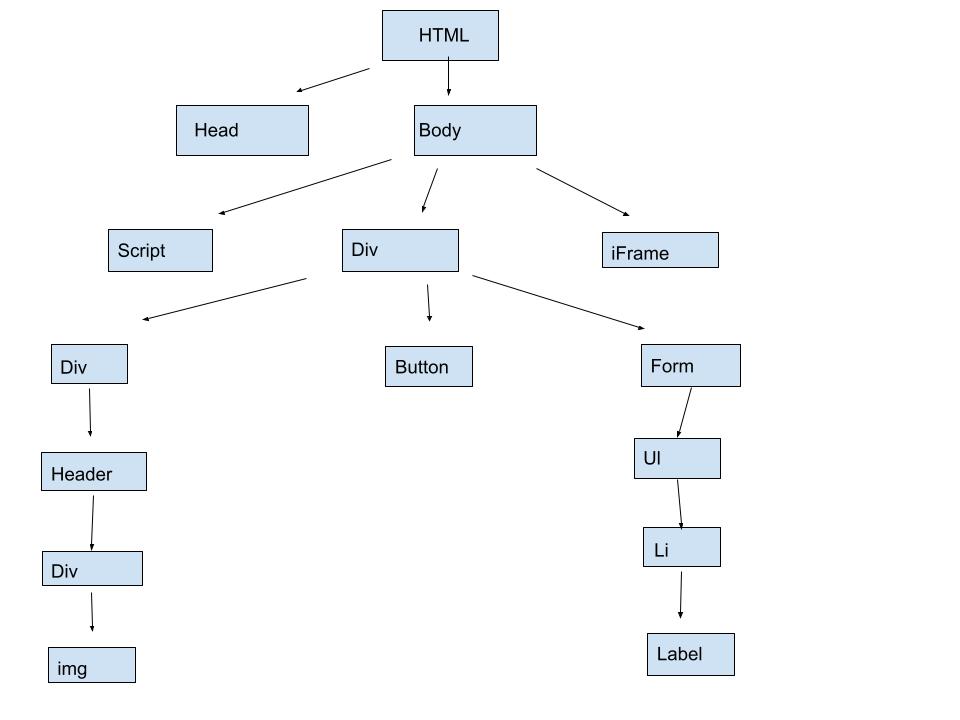 HTML
Head
Body
Script
Div
iFrame
Div
Button
Form
Header
Ul
Div
Li
img
Label